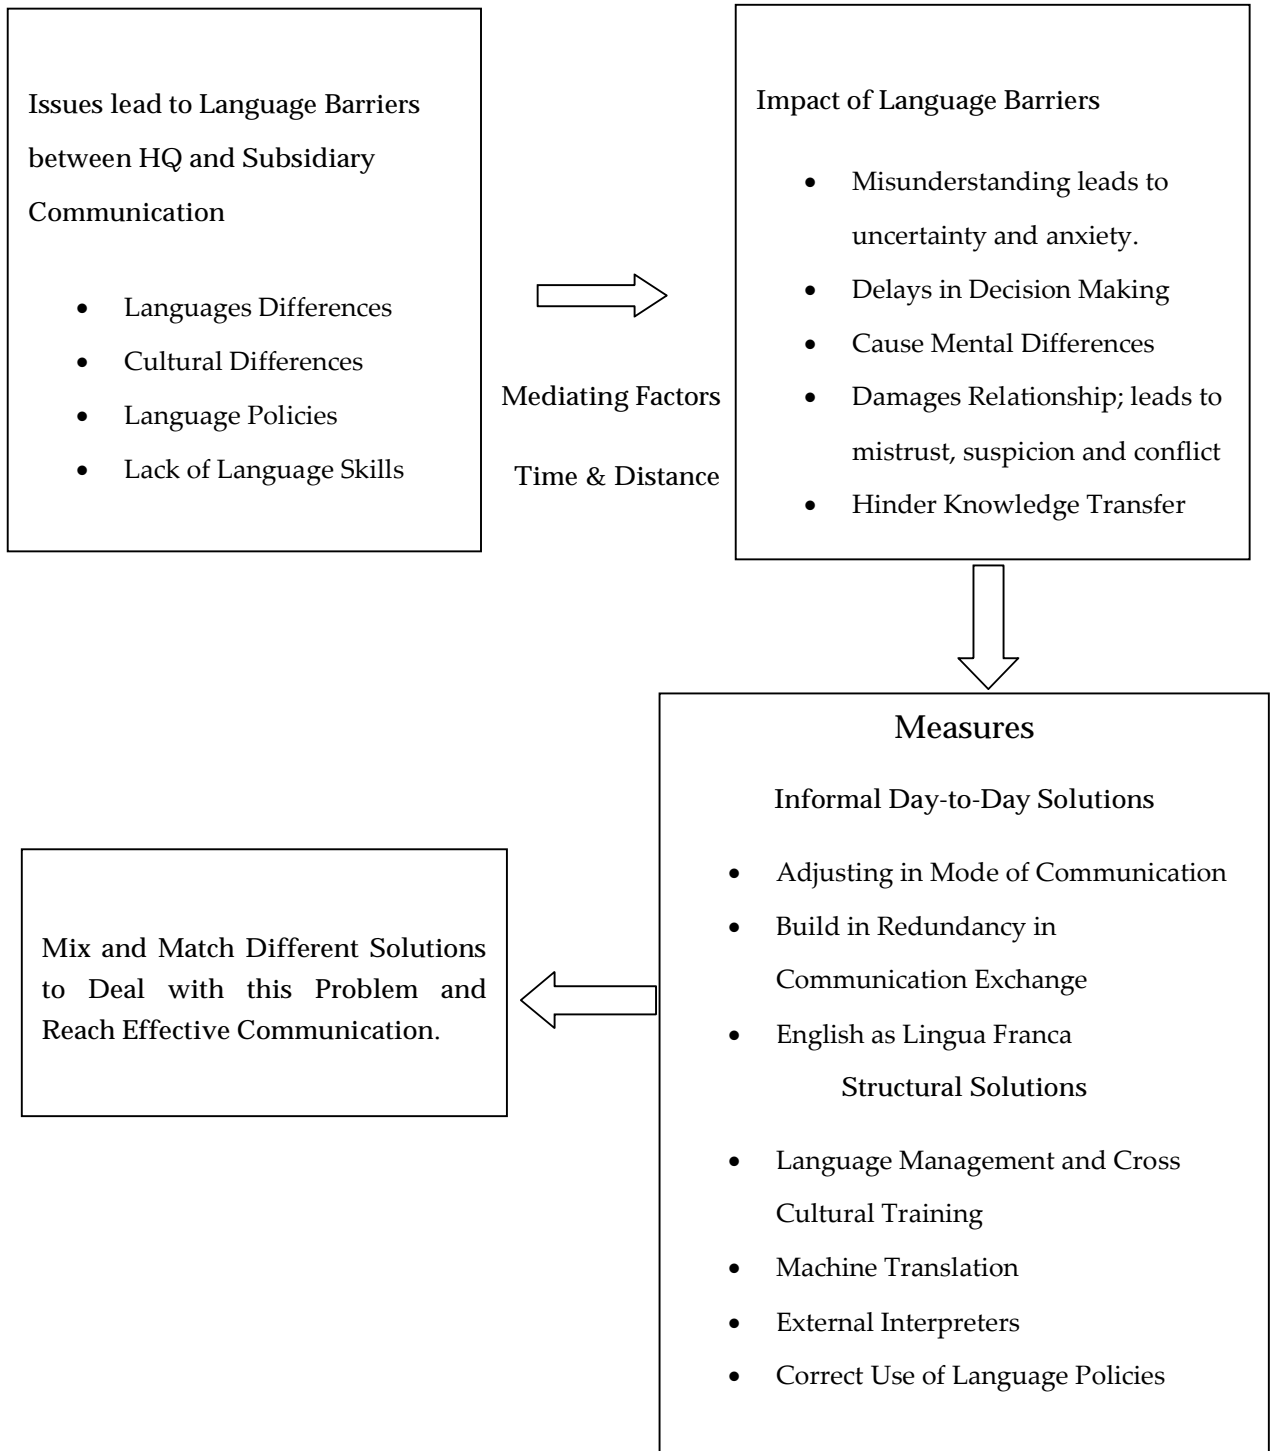 Issues lead to Language Barriers
between HQ and Subsidiary
Communication
• Languages Differences
• Cultural Differences
• Language Policies
• Lack of Language Skills
Mediating Factors
Time & Distance
Impact of Language Barriers
• Misunderstanding leads to
uncertainty and anxiety.
• Delays in Decision Making
• Cause Mental Differences
• Damages Relationship; leads to
mistrust, suspicion and conflict
• Hinder Knowledge Transfer
Measures
Informal Day-to-Day Solutions
• Adjusting in Mode of Communication
• Build in Redundancy in
Communication Exchange
• English as Lingua Franca
Structural Solutions
• Language Management and Cross
Cultural Training
• Machine Translation
• External Interpreters
• Correct Use of Language Policies
Mix and Match Different Solutions
to Deal with this Problem and
Reach Effective Communication.